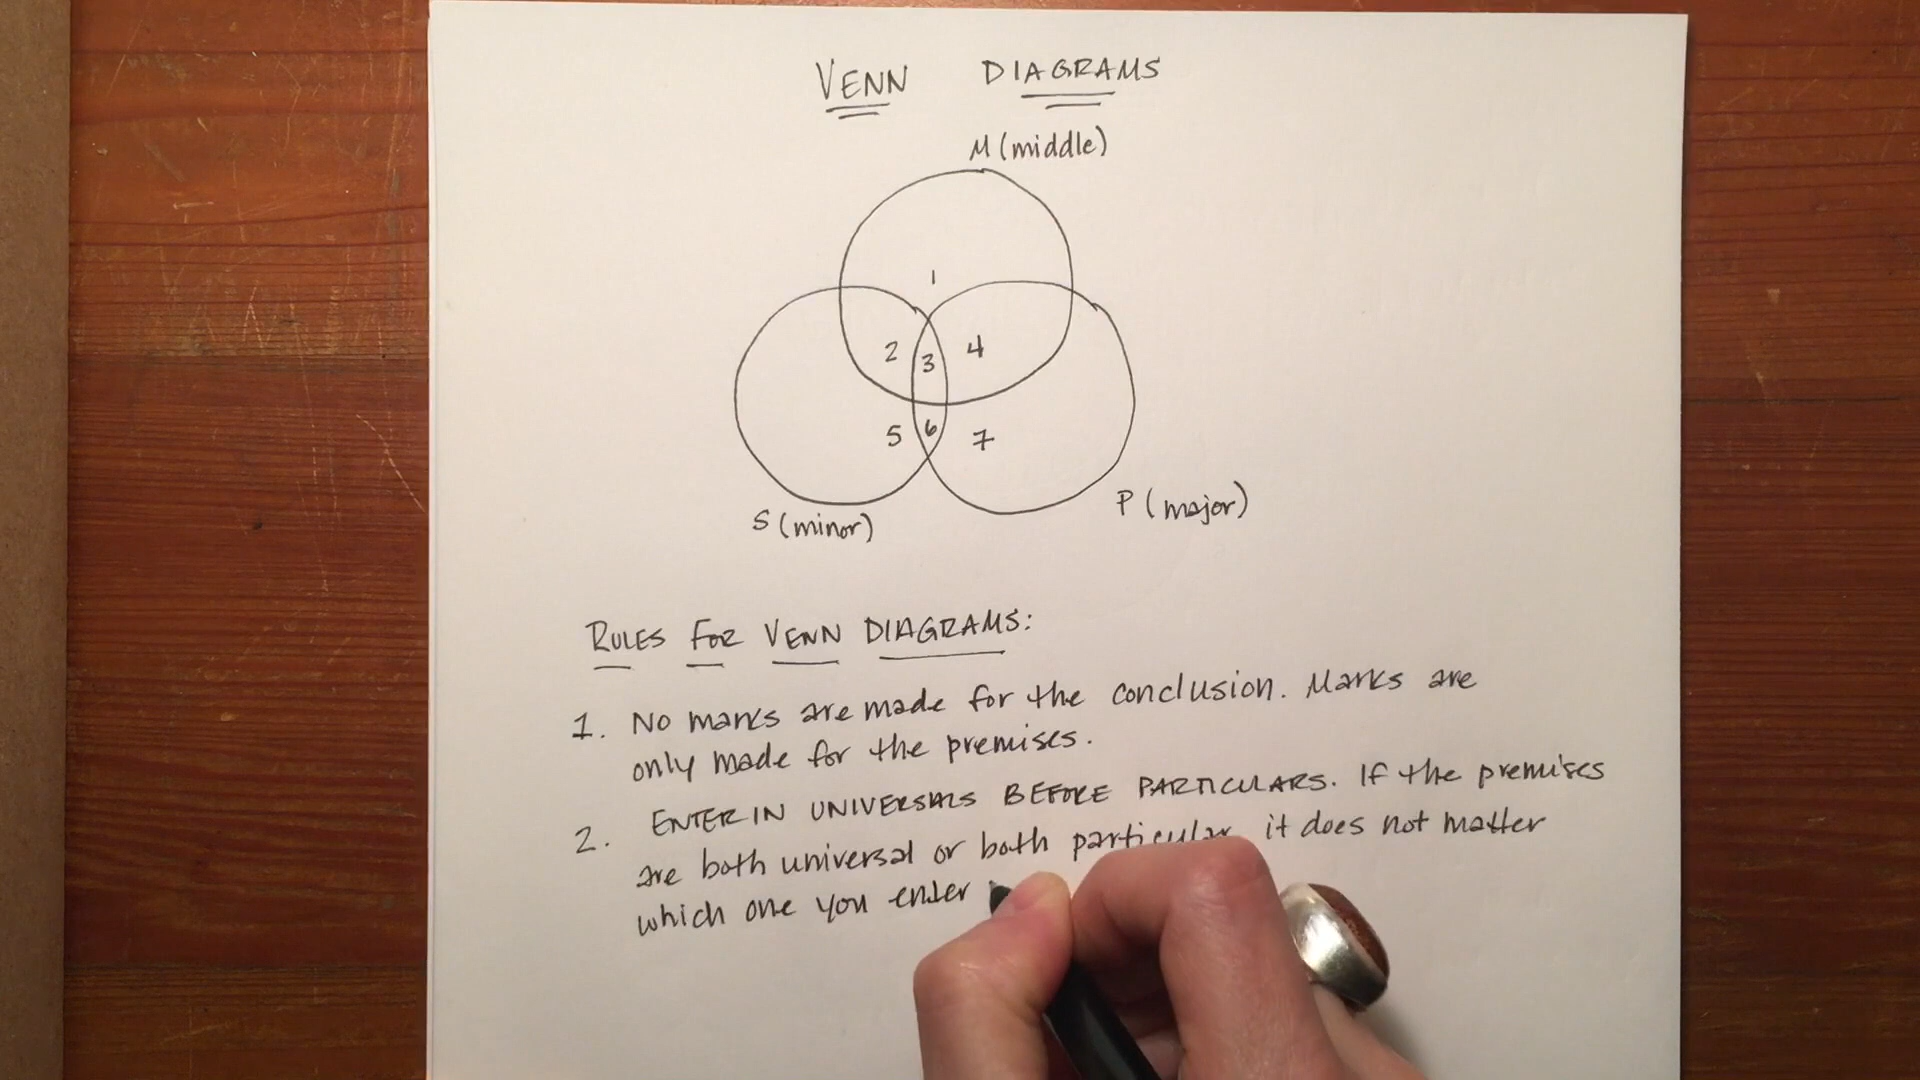 VENN DIAGRAMS
M (middle)
1
2 3 4
5 6 7
S (minor)
P (major)
RULES FOR VENN DIAGRAMS:
1. No marks are made for the conclusion. Marks are
only made for the premises.
2. ENTER IN UNIVERSALS BEFORE PARTICULARS. If the premises
are both universal or both particular it does not matter
which one you enter